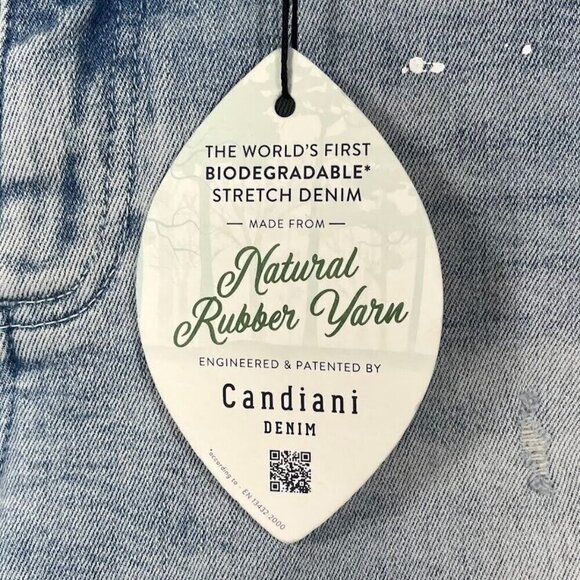 THE WORLD'S FIRST
BIODEGRADABLE*
STRETCH DENIM
— MADE FROM —
Natural
Rubber Yarn
ENGINEERED & PATENTED BY
Candiani
DENIM
*according to EN 13432:2000